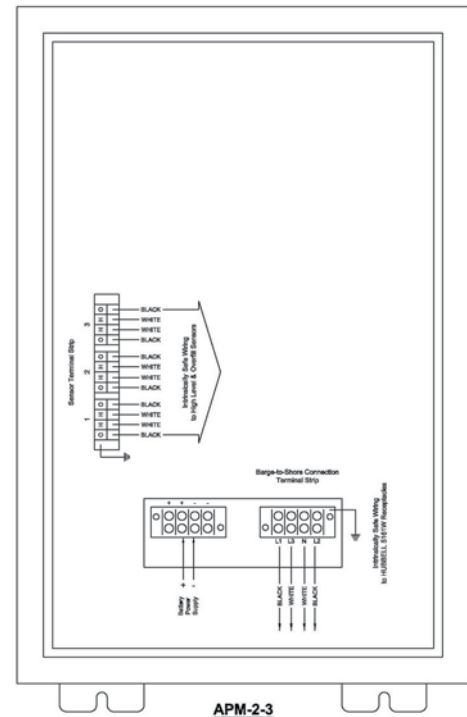 Sensor Terminal Strip
3
2
1
BLACK
WHITE
WHITE
BLACK
BLACK
WHITE
WHITE
BLACK
BLACK
WHITE
WHITE
BLACK
Intrinsically Safe Wiring
to High Level & Overfill Sensors
Barge-to-Shore Connection
Terminal Strip
+ + - -
L1 L3 N L2
+ -
Battery
Power
Supply
BLACK
WHITE
WHITE
BLACK
Intrinsically Safe Wiring
to HUBBELL 5161W Receptacles
APM-2-3